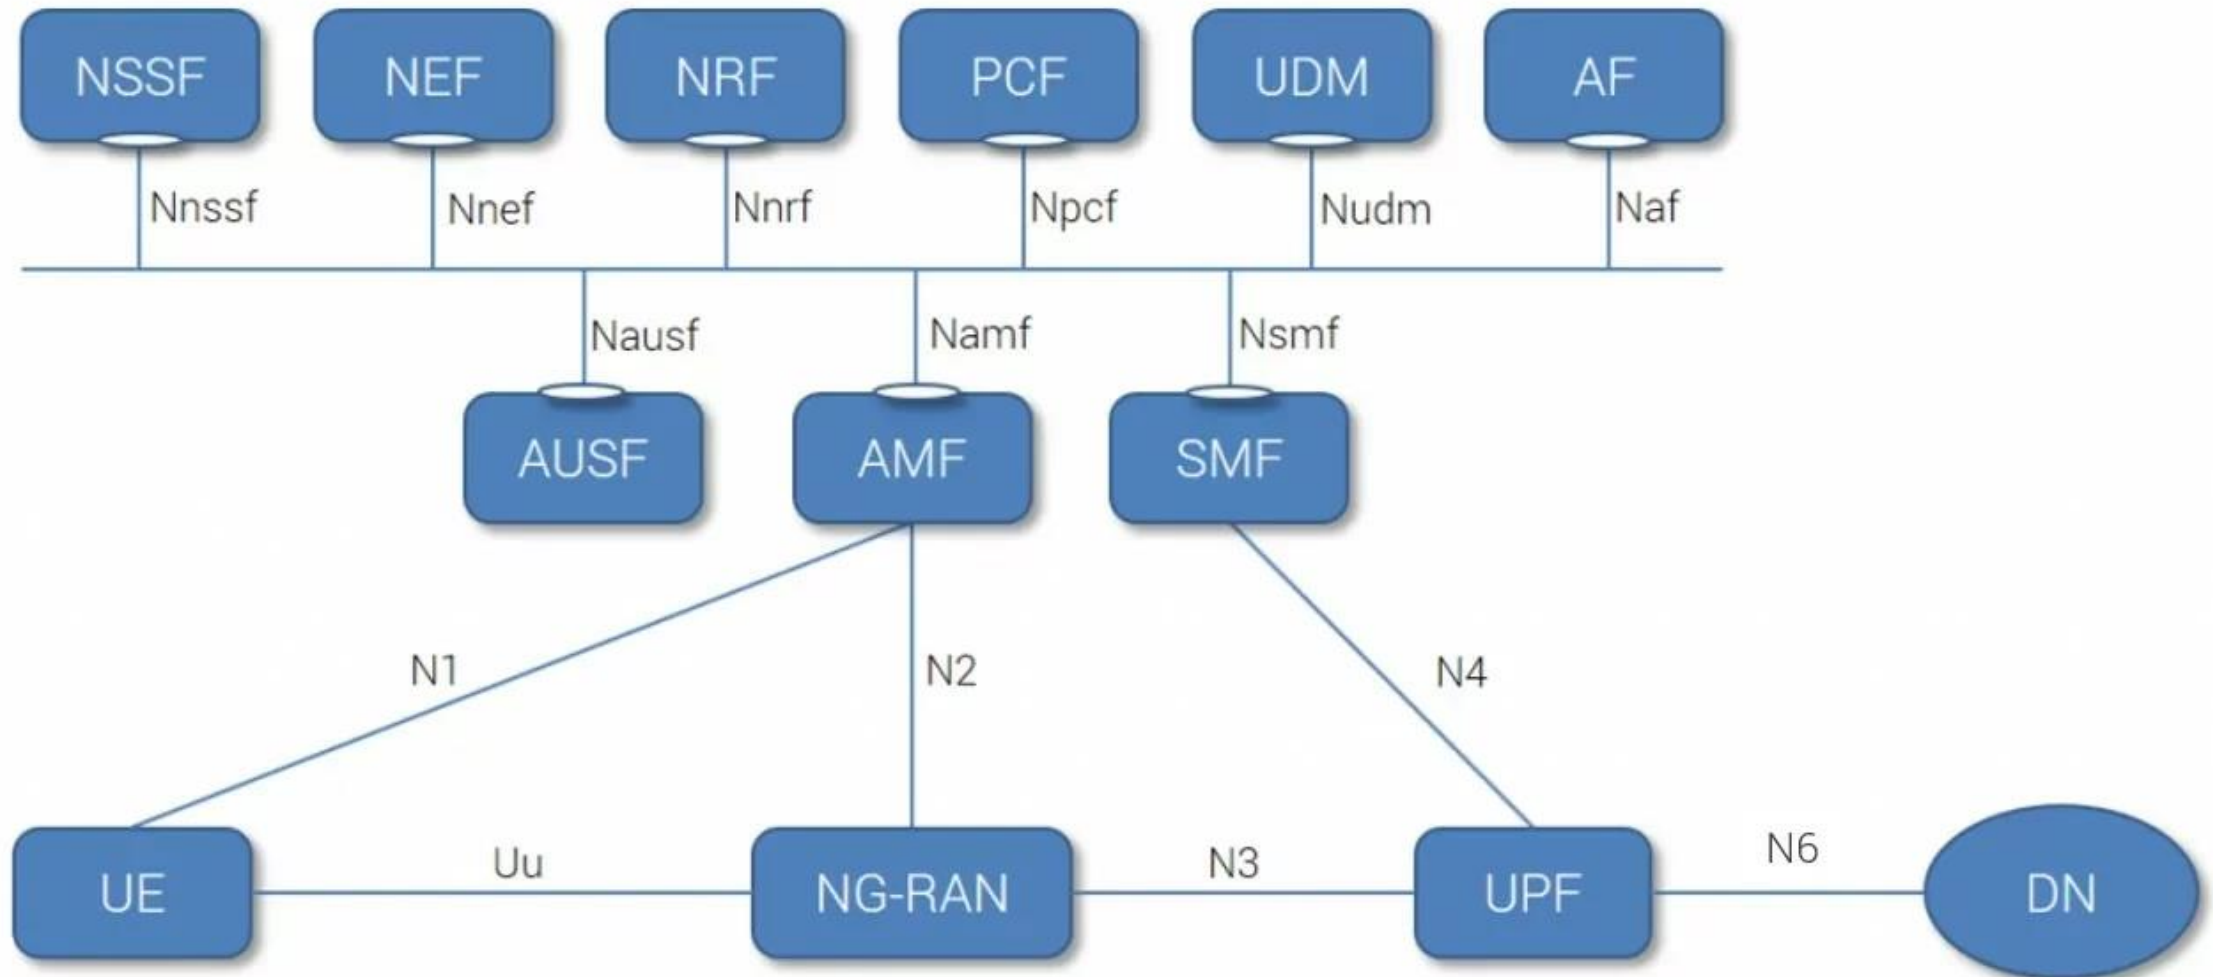 NSSF NEF NRF PCF UDM AF
Nnssf Nnef Nnrf Npcf Nudm Naf
Nausf Namf Nsmf
AUSF AMF SMF
N1 N2 N4
Uu N3 N6
UE NG-RAN UPF DN